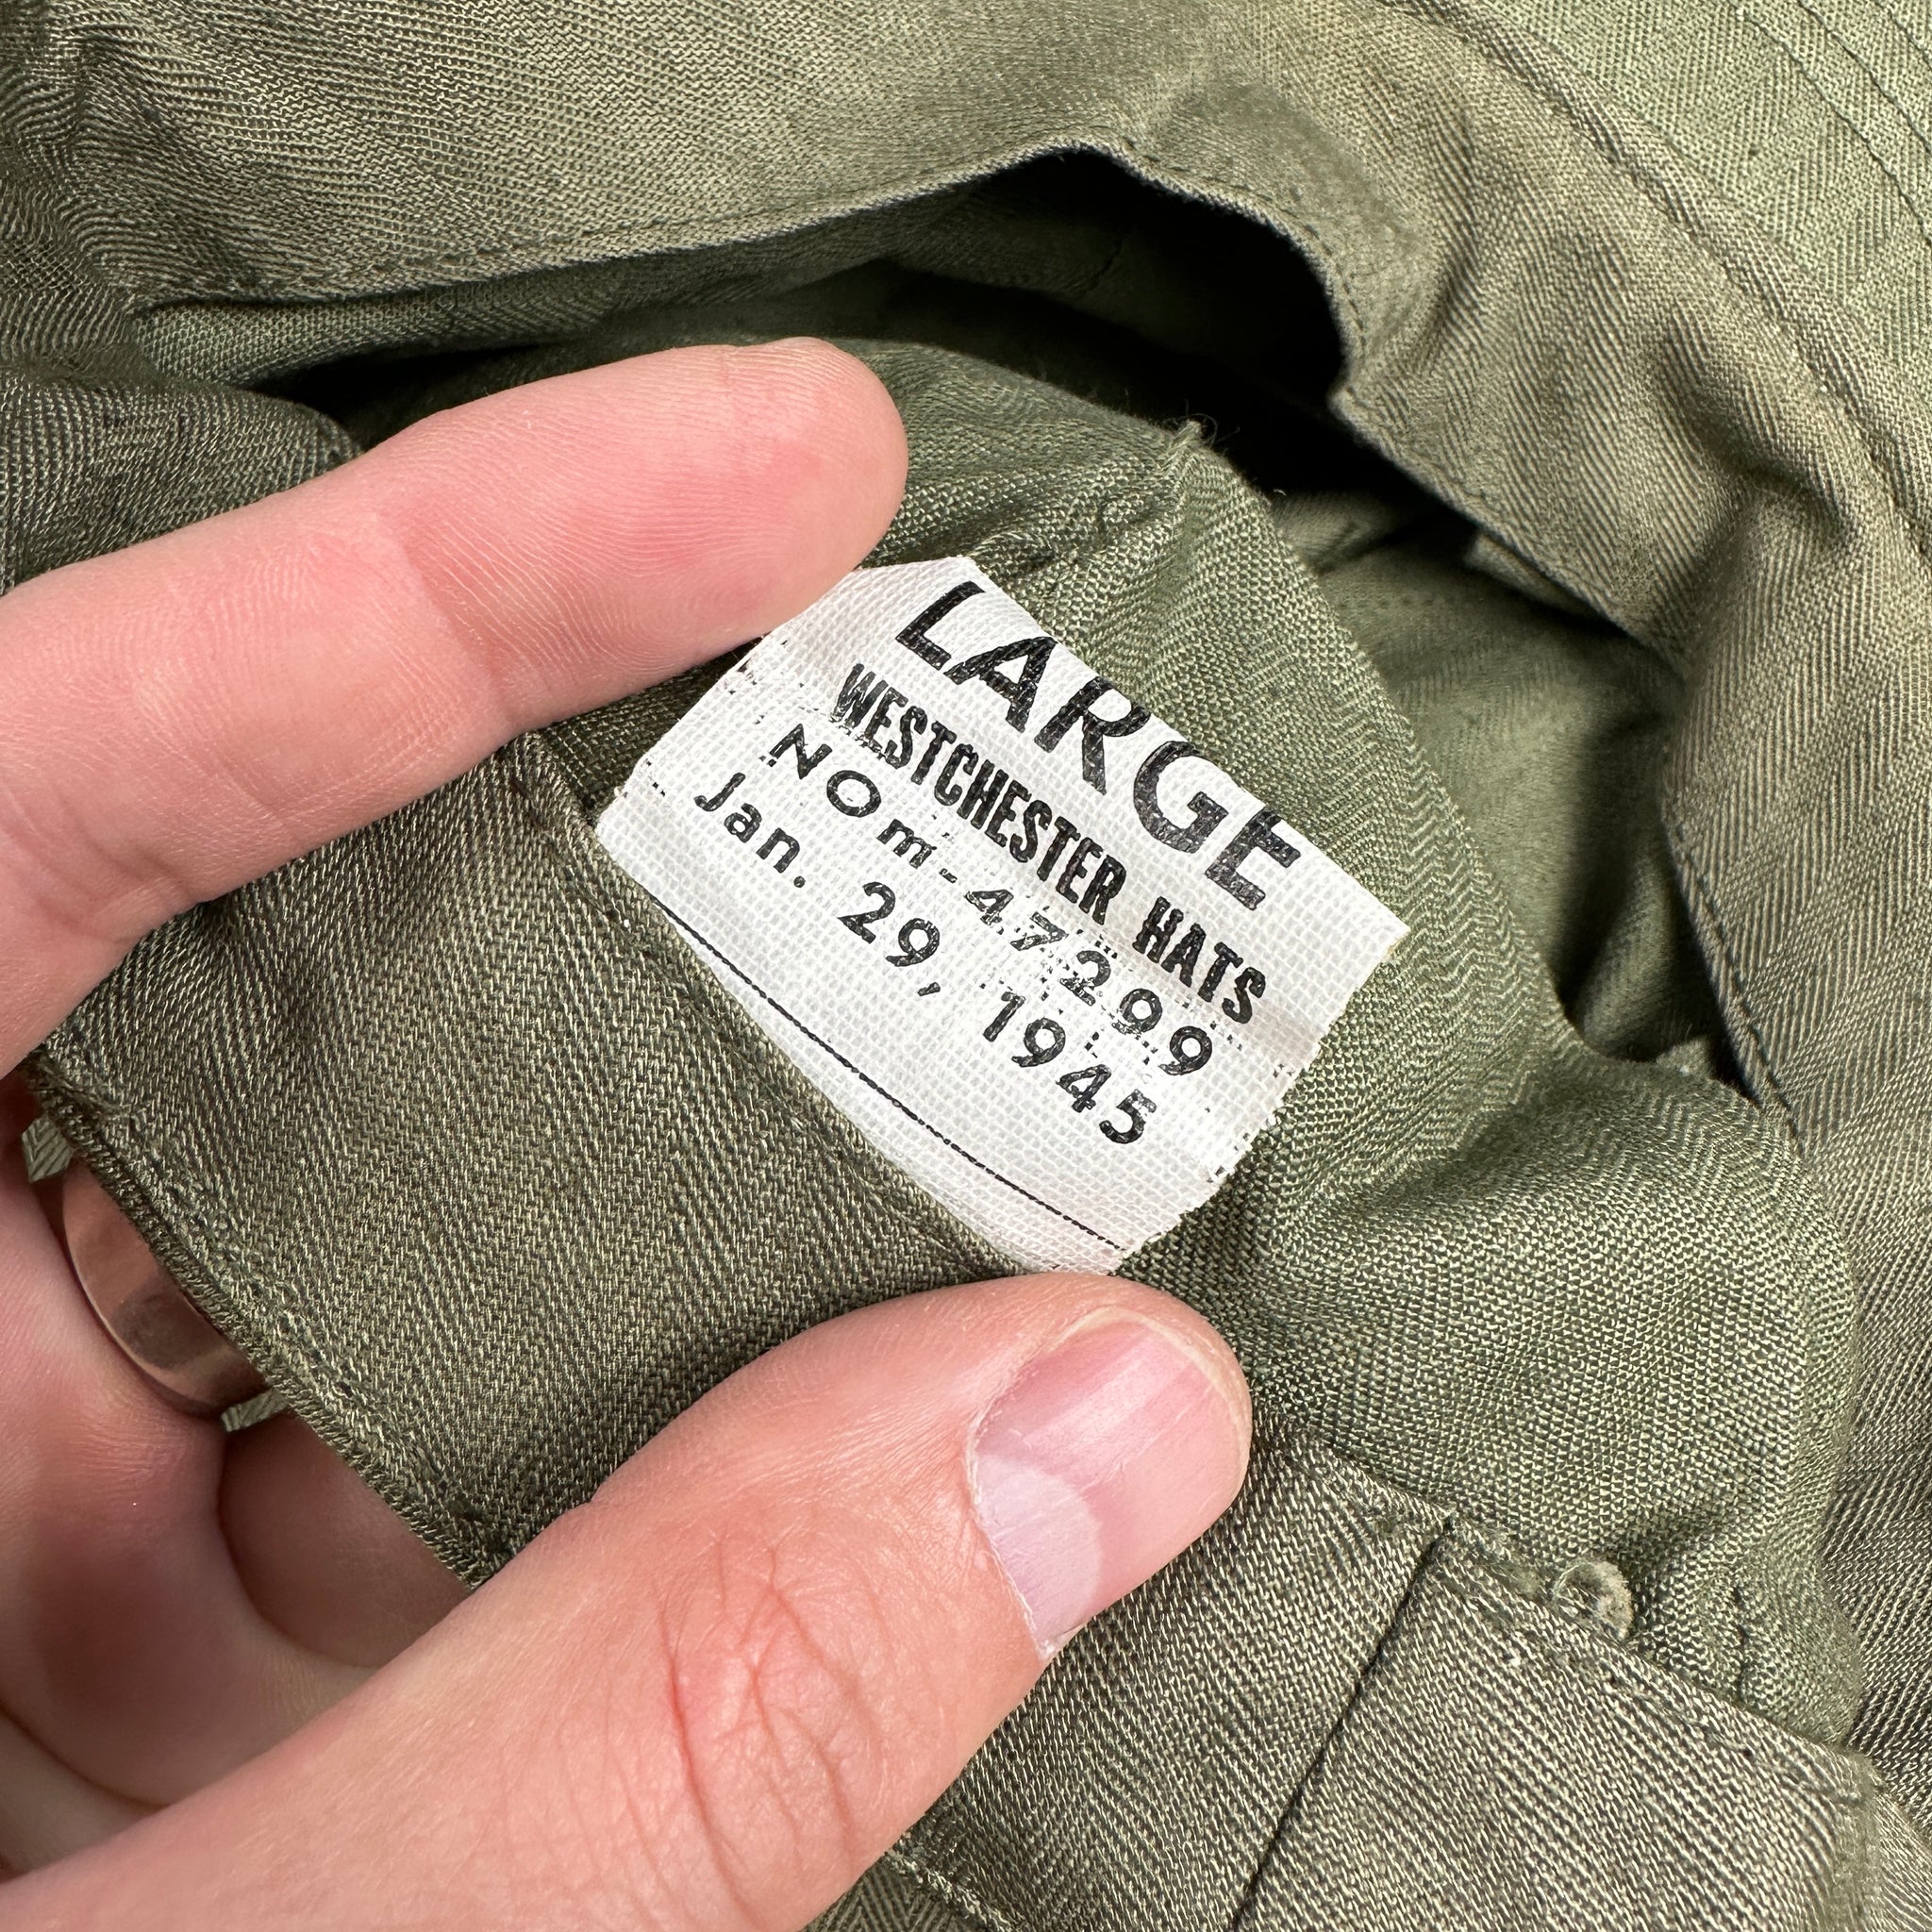 LARGE
WESTCHESTER HATS
NOm-47299
Jan. 29, 1945